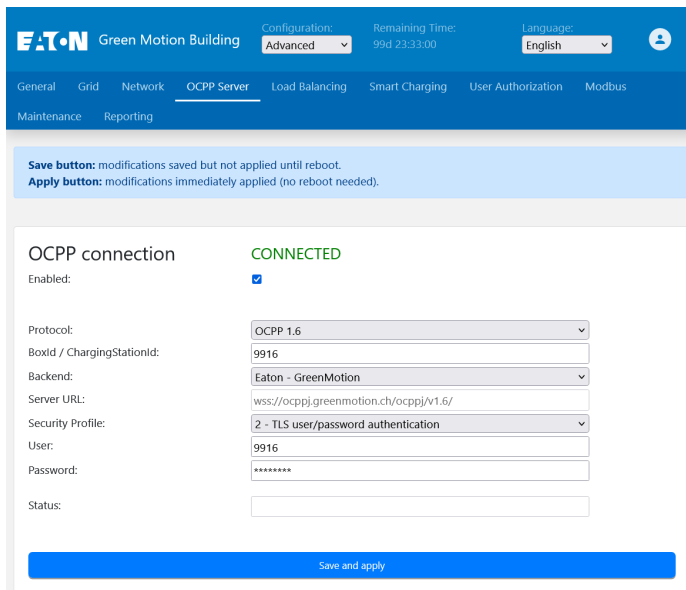 EATON Green Motion Building
Configuration:
Advanced
Remaining Time:
99d 23:33:00
Language:
English
General Grid Network OCPP Server Load Balancing Smart Charging User Authorization Modbus
Maintenance Reporting
Save button: modifications saved but not applied until reboot.
Apply button: modifications immediately applied (no reboot needed).
OCPP connection CONNECTED
Enabled:
Protocol: OCPP 1.6
BoxId / ChargingStationId: 9916
Backend: Eaton - GreenMotion
Server URL: wss://ocppj.greenmotion.ch/ocppj/v1.6/
Security Profile: 2 - TLS user/password authentication
User: 9916
Password: ********
Status:
Save and apply